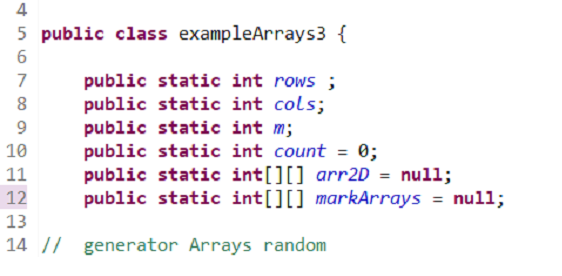 4
5 public class exampleArrays3 {
6
7 public static int rows ;
8 public static int cols;
9 public static int m;
10 public static int count = 0;
11 public static int[][] arr2D = null;
12 public static int[][] markArrays = null;
13
14 // generator Arrays random